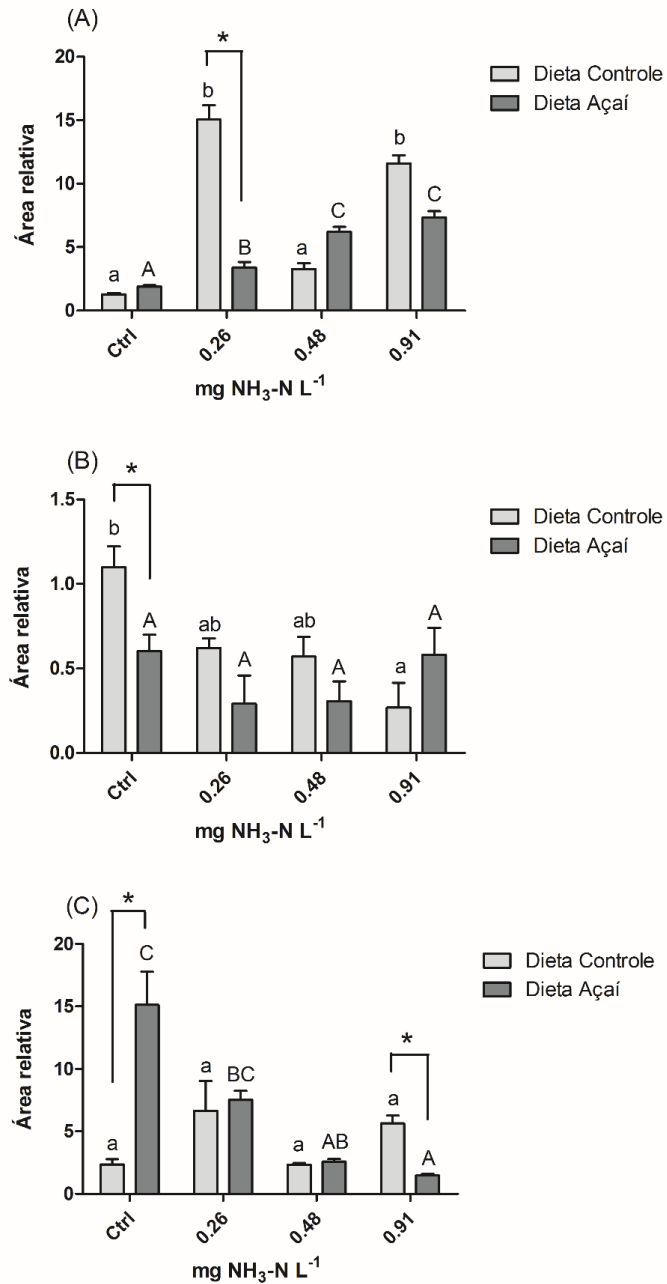 (A)
*
20
15
10
5
0
Área relativa
b
b
a
A
B
a
C
C
Ctrl
0.26
0.48
0.91
mg NH₃-N L⁻¹
Dieta Controle
Dieta Açaí
(B)
*
1.5
1.0
0.5
0.0
Área relativa
b
A
ab
A
ab
A
a
A
Ctrl
0.26
0.48
0.91
mg NH₃-N L⁻¹
Dieta Controle
Dieta Açaí
(C)
*
*
20
15
10
5
0
Área relativa
a
C
a
BC
a
AB
a
A
Ctrl
0.26
0.48
0.91
mg NH₃-N L⁻¹
Dieta Controle
Dieta Açaí